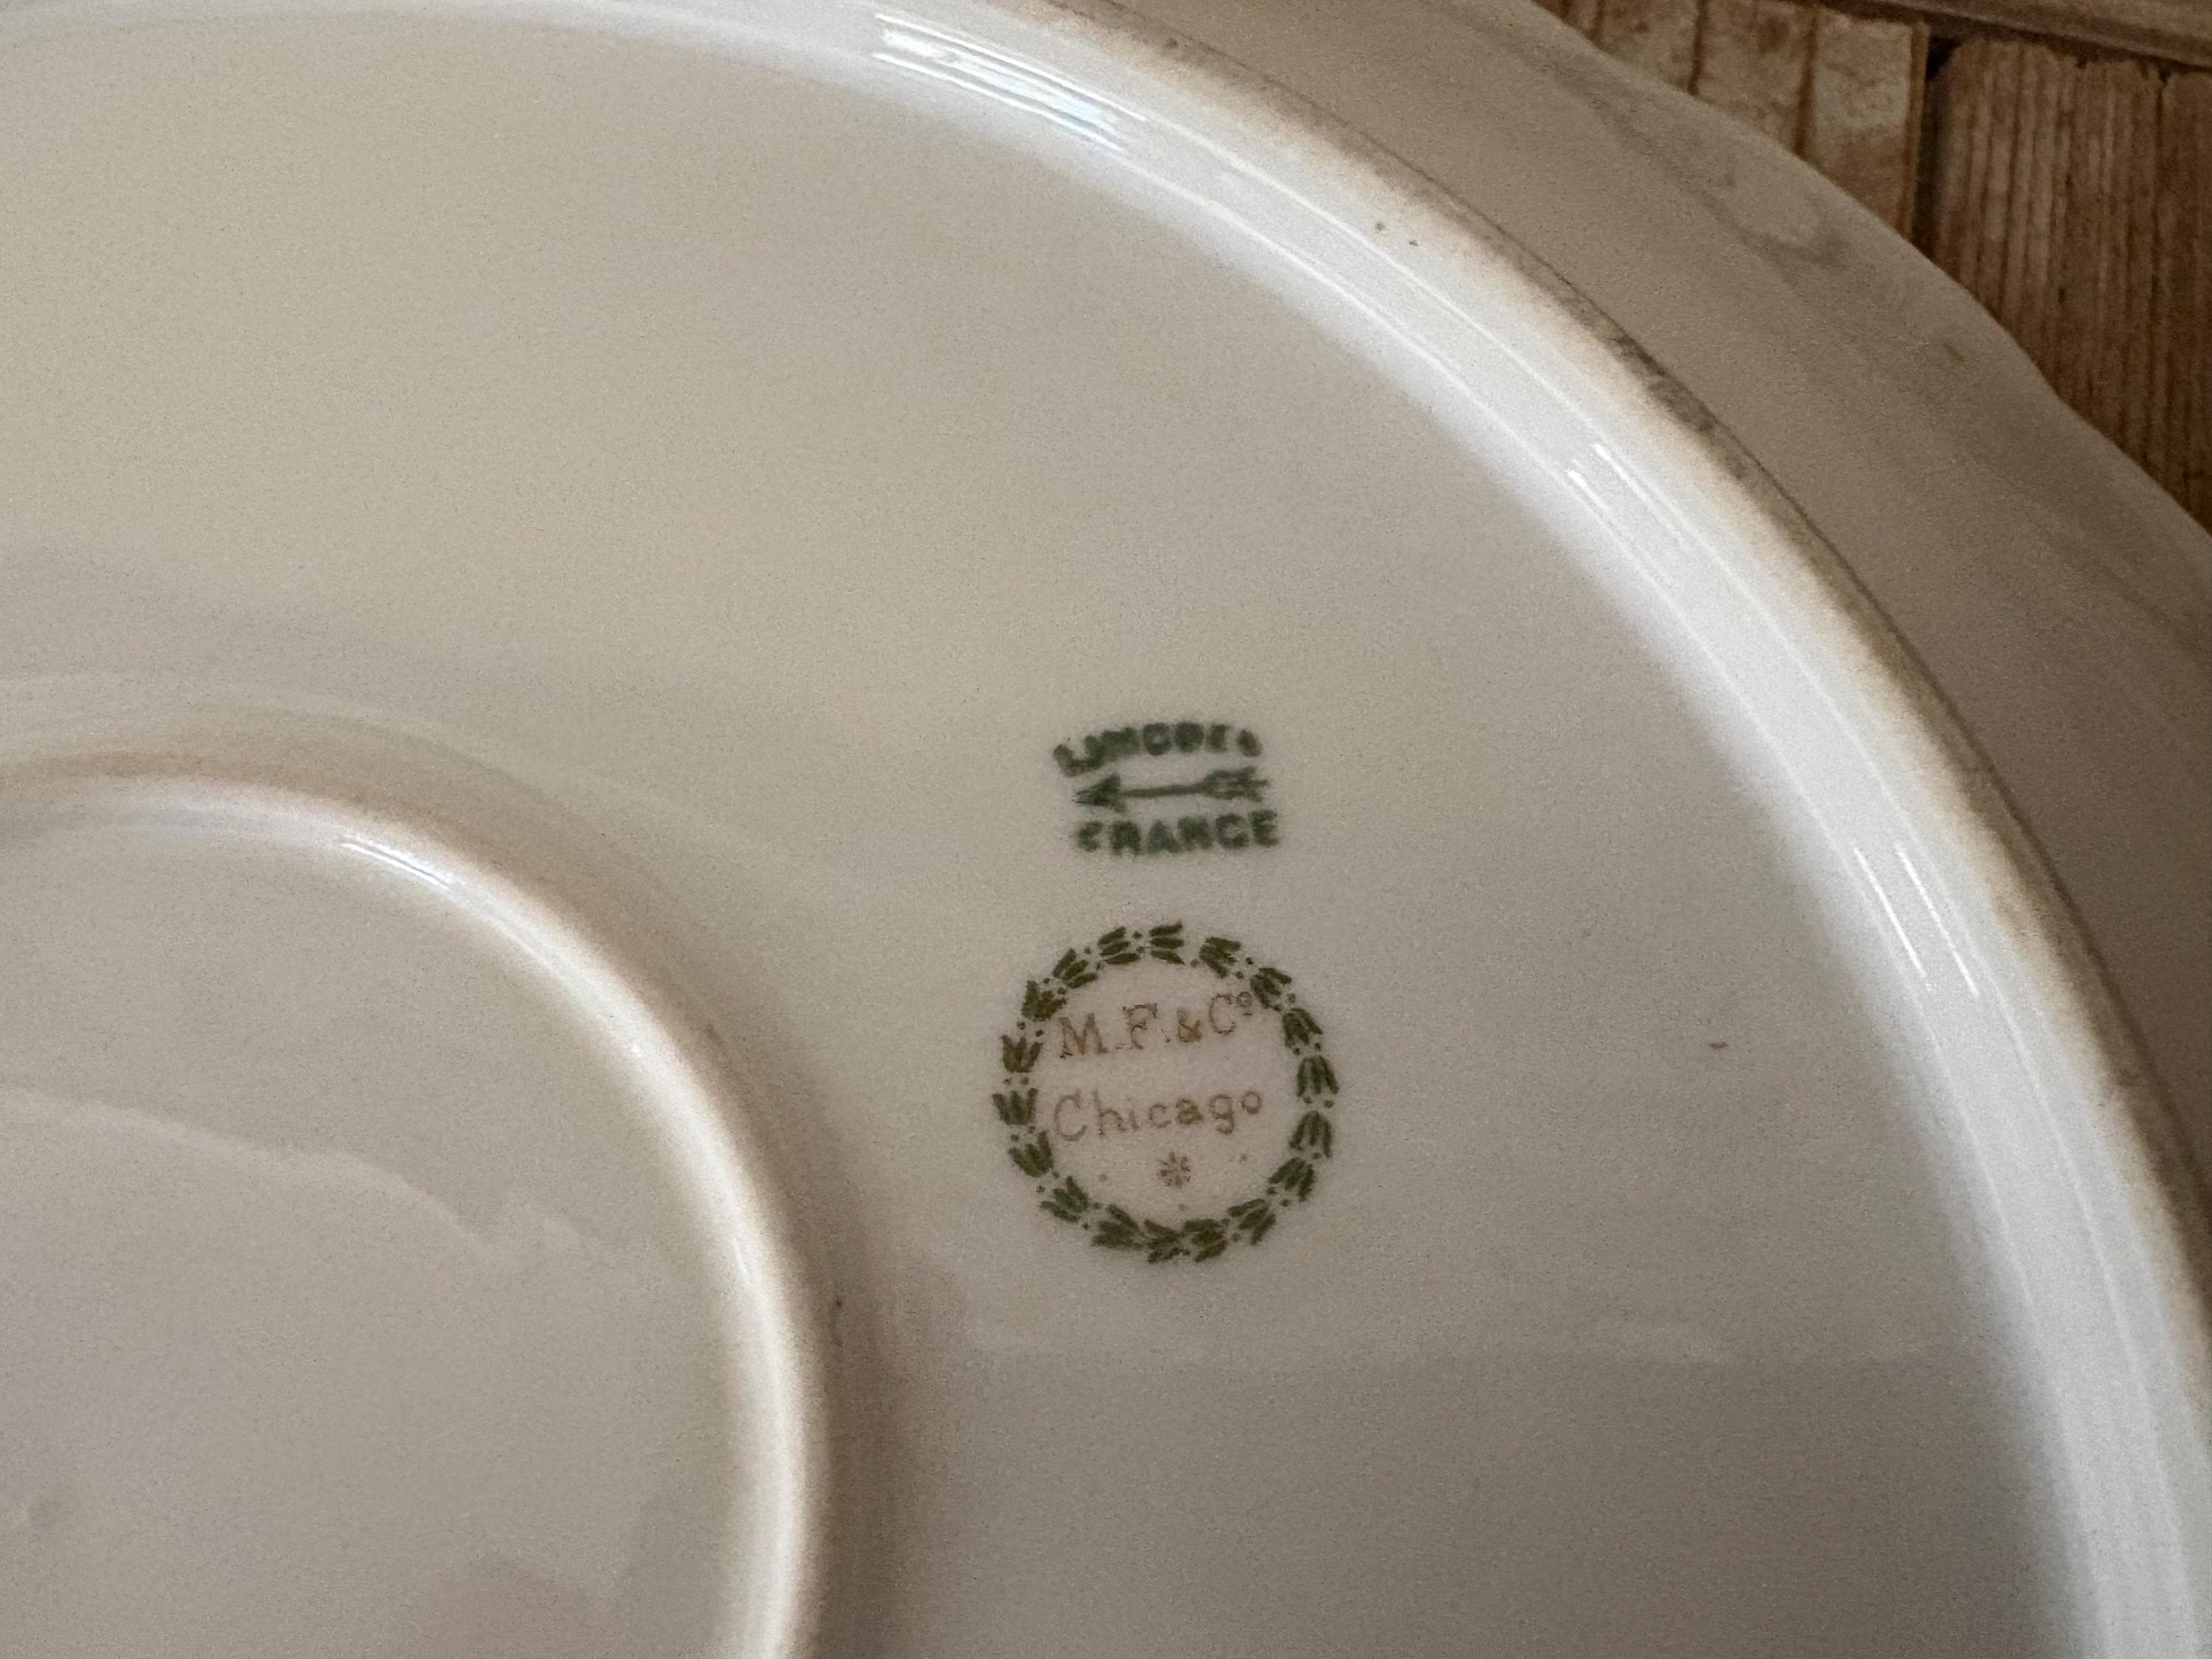 LIMOGES
FRANCE
M.F. & Co
Chicago